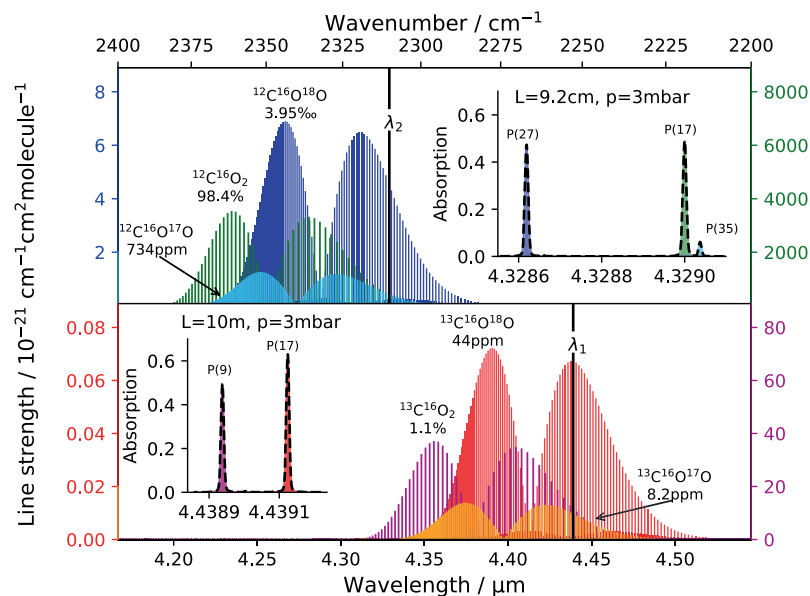 Wavenumber / cm⁻¹
2400 2375 2350 2325 2300 2275 2250 2225 2200
Line strength / 10⁻²¹ cm⁻¹cm²molecule⁻¹
8
6
4
2
8000
6000
4000
2000
¹²C¹⁶O¹⁸O
3.95‰
¹²C¹⁶O₂
98.4%
¹²C¹⁶O¹⁷O
734ppm
λ₂
L=9.2cm, p=3mbar
Absorption
0.6
0.4
0.2
0.0
P(27)
P(17)
P(35)
4.3286 4.3288 4.3290
0.08
0.06
0.04
0.02
0.00
80
60
40
20
0
L=10m, p=3mbar
Absorption
0.6
0.4
0.2
0.0
P(9)
P(17)
4.4389 4.4391
¹³C¹⁶O¹⁸O
44ppm
¹³C¹⁶O₂
1.1%
λ₁
¹³C¹⁶O¹⁷O
8.2ppm
4.20 4.25 4.30 4.35 4.40 4.45 4.50
Wavelength / μm